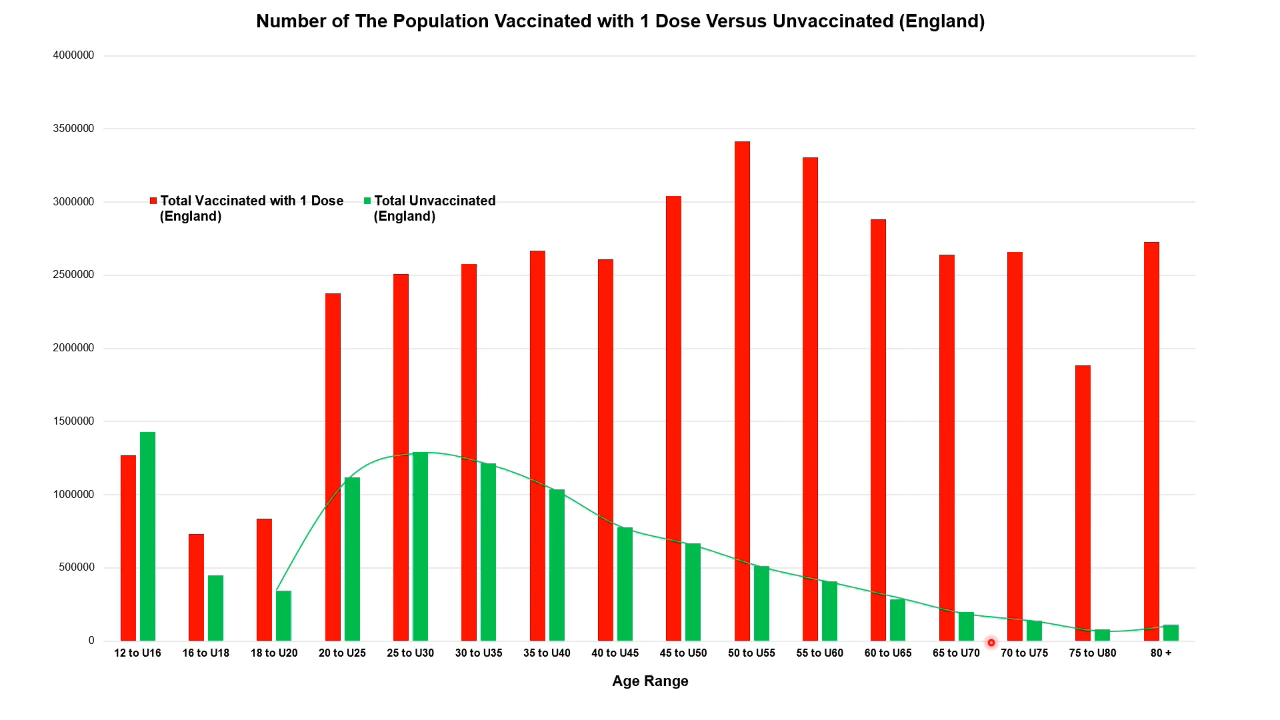 Number of The Population Vaccinated with 1 Dose Versus Unvaccinated (England)
4000000
3500000
3000000
2500000
2000000
1500000
1000000
500000
0
Total Vaccinated with 1 Dose
(England)
Total Unvaccinated
(England)
12 to U16 16 to U18 18 to U20 20 to U25 25 to U30 30 to U35 35 to U40 40 to U45 45 to U50 50 to U55 55 to U60 60 to U65 65 to U70 70 to U75 75 to U80 80 +
Age Range